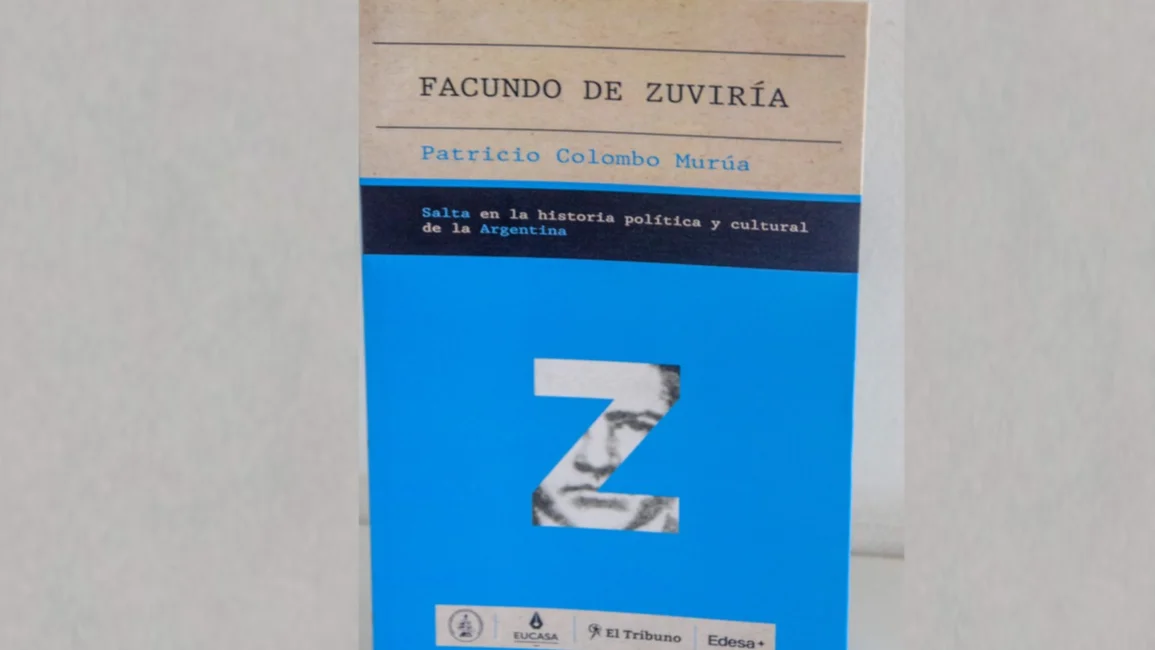 FACUNDO DE ZUVIRÍA
Patricio Colombo Murúa
Salta en la historia política y cultural
de la Argentina
Z
EUCASA
El Tribuno
Edesa+